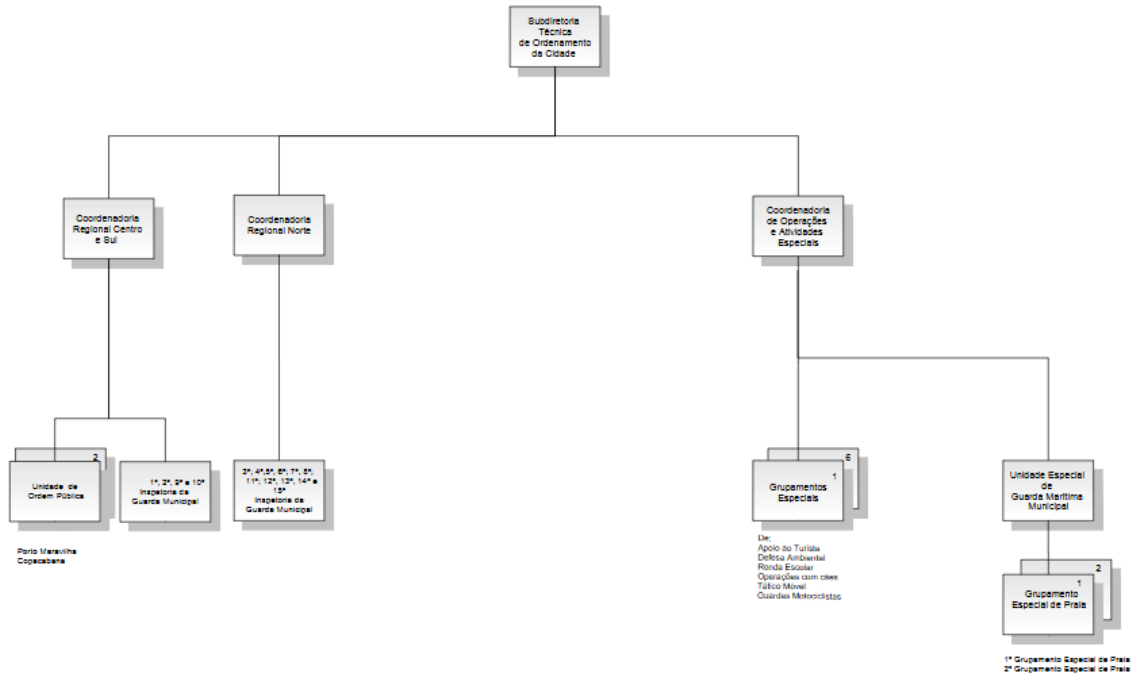 Subdiretoria
Técnica
de Ordenamento
da Cidade
Coordenadoria
Regional Centro
e Sul
Coordenadoria
Regional Norte
Coordenadoria
de Operações
e Atividades
Especiais
2
Unidade de
Ordem Pública
Porto Maravilha
Copacabana
1ª, 2ª, 9ª e 10ª
Inspetoria da
Guarda Municipal
3ª, 4ª,5ª, 6ª, 7ª, 8ª,
11ª, 12ª, 13ª, 14ª e
15ª
Inspetoria da
Guarda Municipal
6
1
Grupamentos
Especiais
De:
Apoio ao Turista
Defesa Ambiental
Ronda Escolar
Operações com cães
Tático Móvel
Guardas Motociclistas
Unidade Especial
de
Guarda Marítima
Municipal
2
1
Grupamento
Especial de Praia
1º Grupamento Especial de Praia
2º Grupamento Especial de Praia